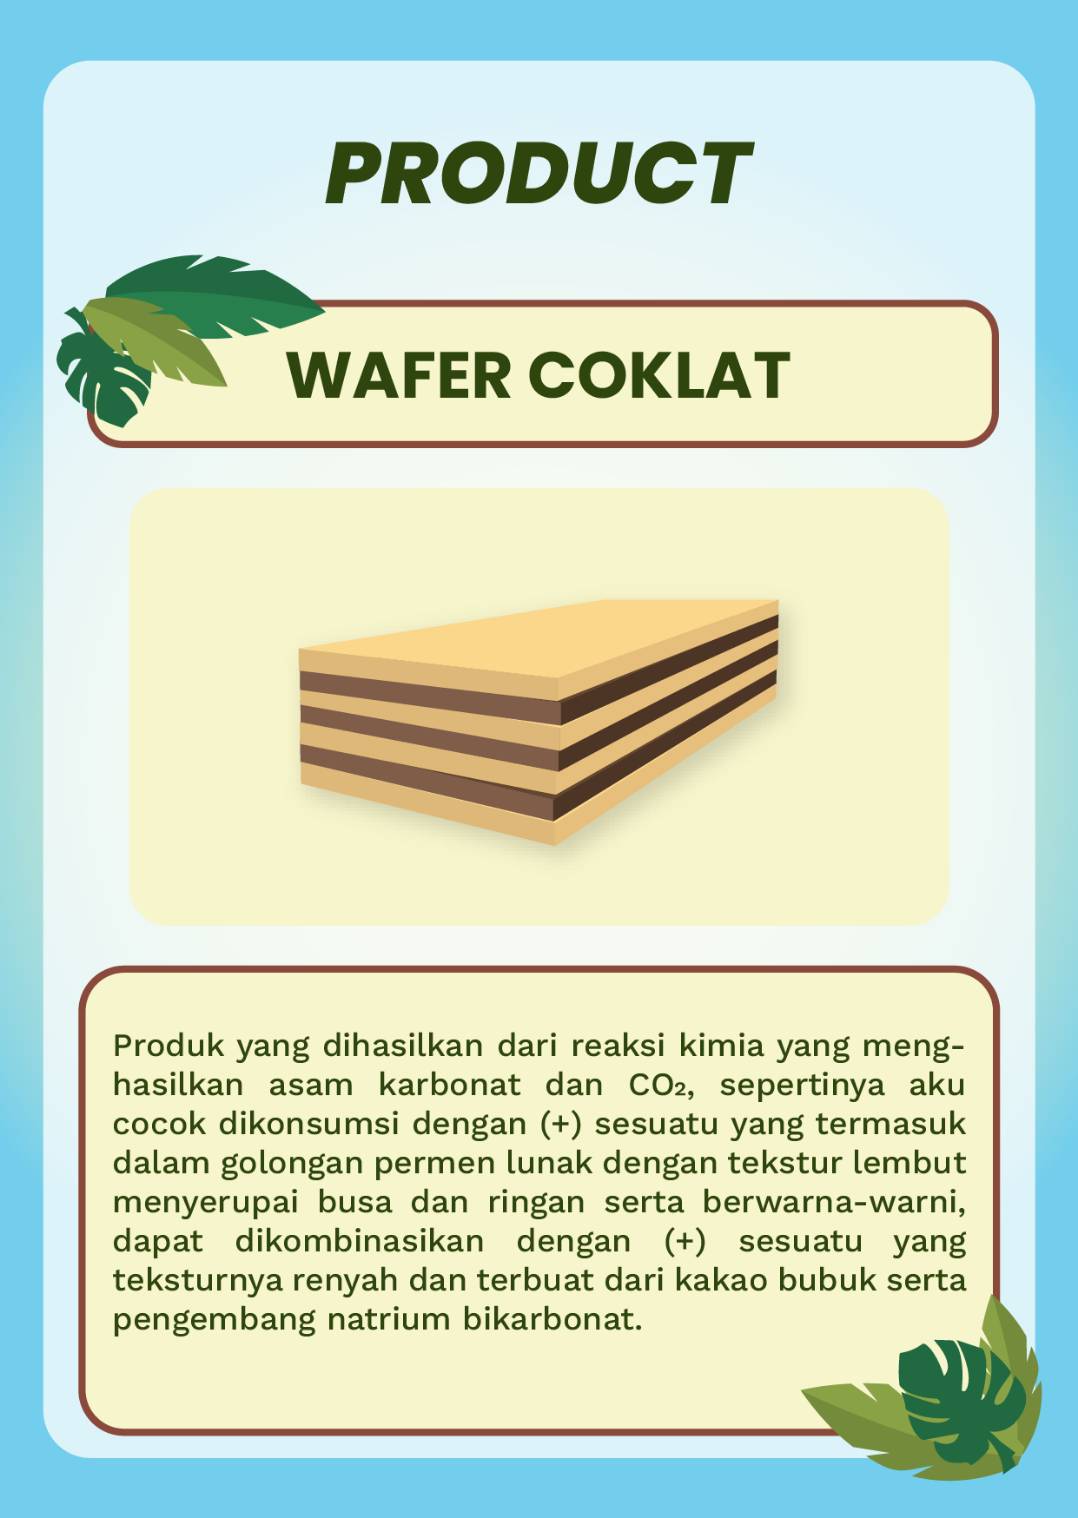 PRODUCT
WAFER COKLAT
Produk yang dihasilkan dari reaksi kimia yang meng-
hasilkan asam karbonat dan CO₂, sepertinya aku
cocok dikonsumsi dengan (+) sesuatu yang termasuk
dalam golongan permen lunak dengan tekstur lembut
menyerupai busa dan ringan serta berwarna-warni,
dapat dikombinasikan dengan (+) sesuatu yang
teksturnya renyah dan terbuat dari kakao bubuk serta
pengembang natrium bikarbonat.